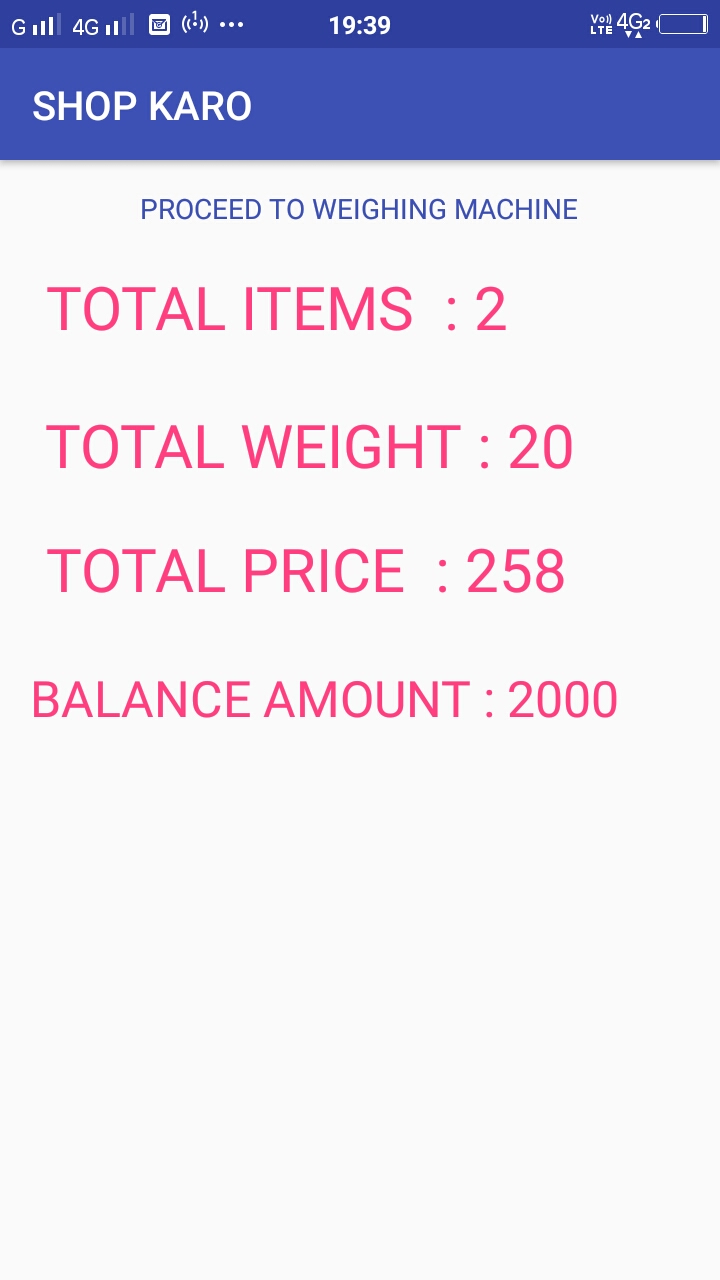 G 4G 1 19:39 Vo)) LTE 4G2
SHOP KARO
PROCEED TO WEIGHING MACHINE
TOTAL ITEMS : 2
TOTAL WEIGHT : 20
TOTAL PRICE : 258
BALANCE AMOUNT : 2000